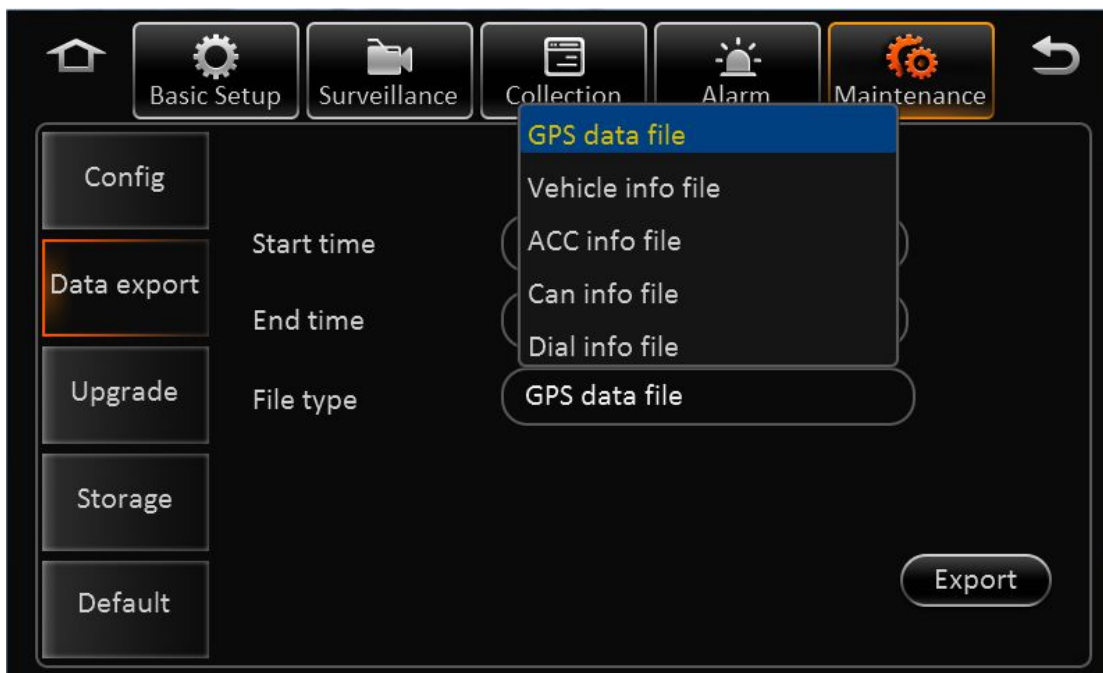 Basic Setup
Surveillance
Collection
Alarm
Maintenance
Config
Data export
Upgrade
Storage
Default
Start time
End time
File type
GPS data file
Vehicle info file
ACC info file
Can info file
Dial info file
GPS data file
Export